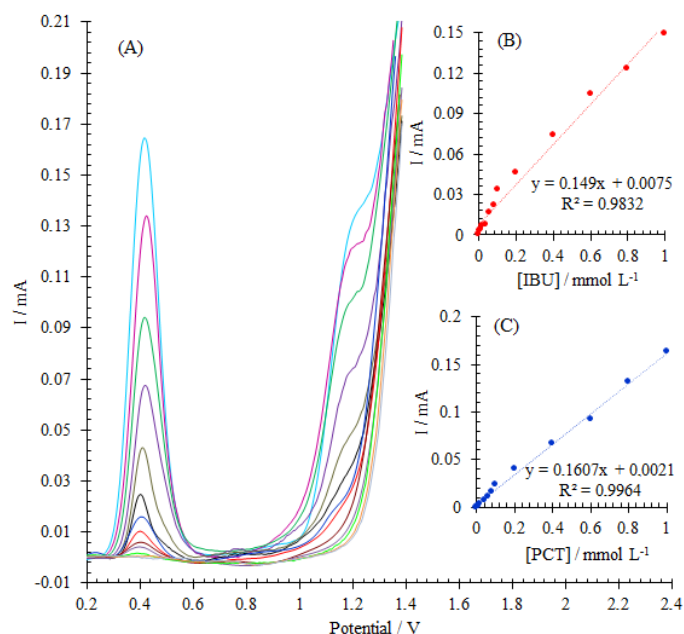 (A)
0.21
0.19
0.17
0.15
0.13
0.11
0.09
0.07
0.05
0.03
0.01
-0.01
I / mA
0.2 0.4 0.6 0.8 1 1.2 1.4 1.6 1.8 2 2.2 2.4
Potential / V
(B)
0.15
0.12
0.09
0.06
0.03
0
I / mA
y = 0.149x + 0.0075
R² = 0.9832
0 0.2 0.4 0.6 0.8 1
[IBU] / mmol L⁻¹
(C)
0.2
0.15
0.1
0.05
0
I / mA
y = 0.1607x + 0.0021
R² = 0.9964
0 0.2 0.4 0.6 0.8 1
[PCT] / mmol L⁻¹